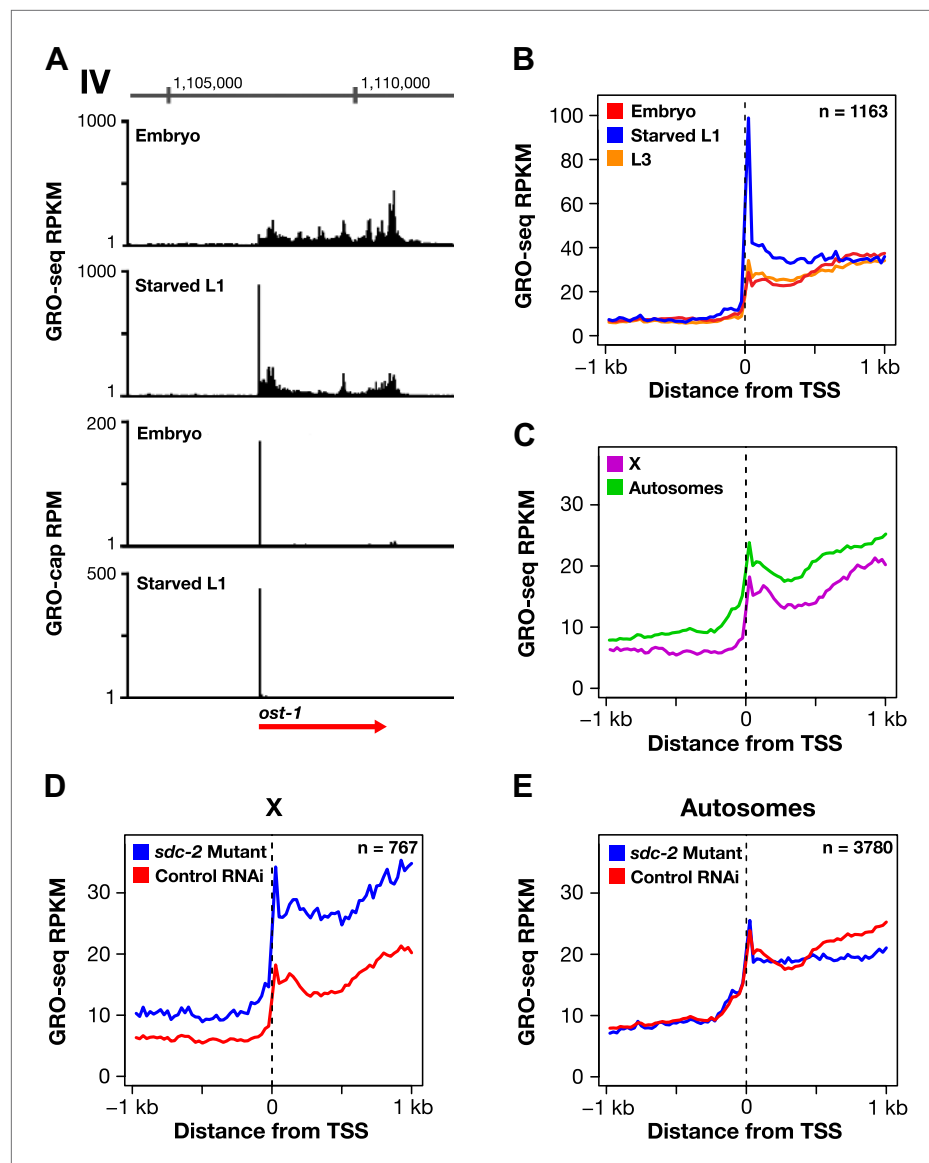 A
IV
1,105,000
1,110,000
GRO-seq RPKM
1000
Embryo
1
1000
Starved L1
1
GRO-cap RPM
200
Embryo
1
500
Starved L1
1
ost-1
B
GRO-seq RPKM
100
80
60
40
20
0
Embryo
Starved L1
L3
n = 1163
−1 kb
0
1 kb
Distance from TSS
C
GRO-seq RPKM
30
20
10
0
X
Autosomes
−1 kb
0
1 kb
Distance from TSS
D
X
GRO-seq RPKM
30
20
10
0
sdc-2 Mutant
Control RNAi
n = 767
−1 kb
0
1 kb
Distance from TSS
E
Autosomes
GRO-seq RPKM
30
20
10
0
sdc-2 Mutant
Control RNAi
n = 3780
−1 kb
0
1 kb
Distance from TSS